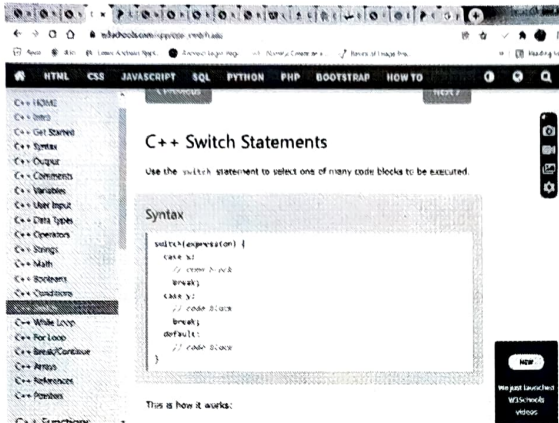 w3schools.com
HTML CSS JAVASCRIPT SQL PYTHON PHP BOOTSTRAP HOW TO
C++ HOME
C++ Intro
C++ Get Started
C++ Syntax
C++ Output
C++ Comments
C++ Variables
C++ User Input
C++ Data Types
C++ Operators
C++ Strings
C++ Math
C++ Booleans
C++ Conditions
C++ While Loop
C++ For Loop
C++ Break/Continue
C++ Arrays
C++ References
C++ Pointers
C++ Functions
C++ Switch Statements
Use the switch statement to select one of many code blocks to be executed.
Syntax
switch(expression) {
case x:
// code block
break;
case y:
// code block
break;
default:
// code block
}
This is how it works:
NEW
We just launched
W3Schools
videos